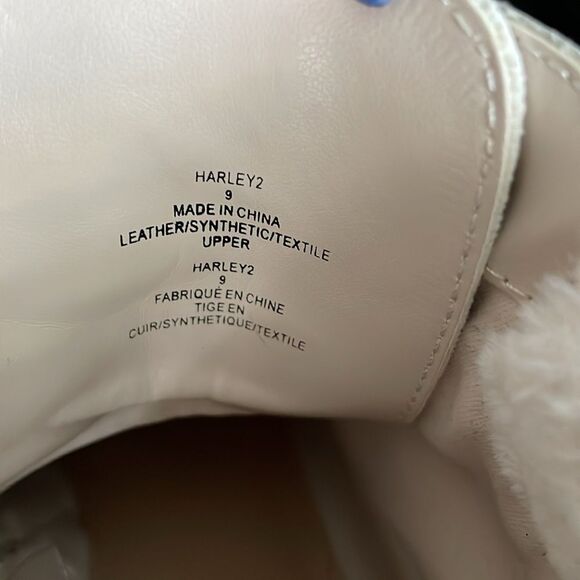 HARLEY2
9
MADE IN CHINA
LEATHER/SYNTHETIC/TEXTILE
UPPER
HARLEY2
9
FABRIQUÉ EN CHINE
TIGE EN
CUIR/SYNTHETIQUE/TEXTILE